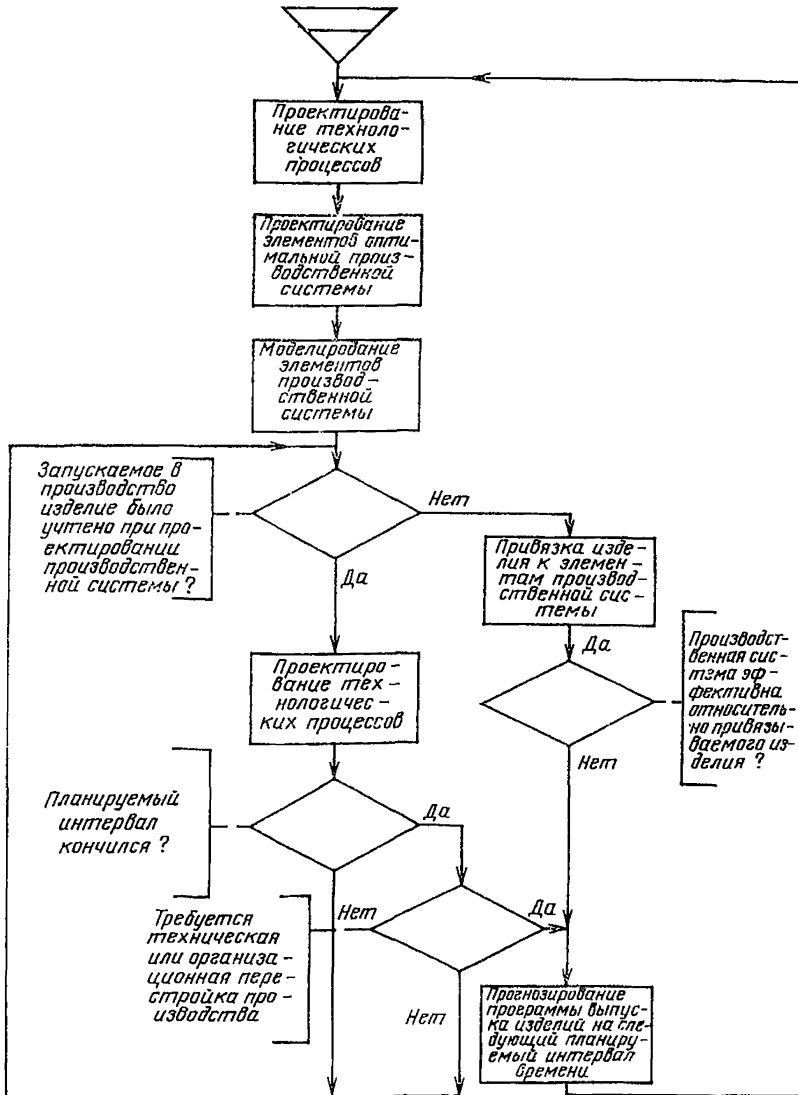 Проектирова-
ние техноло-
гических
процессов
Проектирование
элементов опти-
мальной произ-
водственной
системы
Моделирование
элементов
производ-
ственной
системы
Запускаемое в
производство
изделие было
учтено при про-
ектировании
производствен-
ной системы?
Нет
Да
Привязка изде-
лия к элемен-
там производ-
ственной сис-
темы
Да
Производст-
венная сис-
тема эф-
фективна
относитель-
но привязы-
ваемого из-
делия?
Нет
Проектиро-
вание тех-
нологичес-
ких процессов
Планируемый
интервал
кончился?
Да
Нет
Требуется
техническая
или организа-
ционная пере-
стройка про-
изводства
Да
Нет
Прогнозирование
программы выпус-
ка изделий на сле-
дующий планиру-
емый интервал
времени